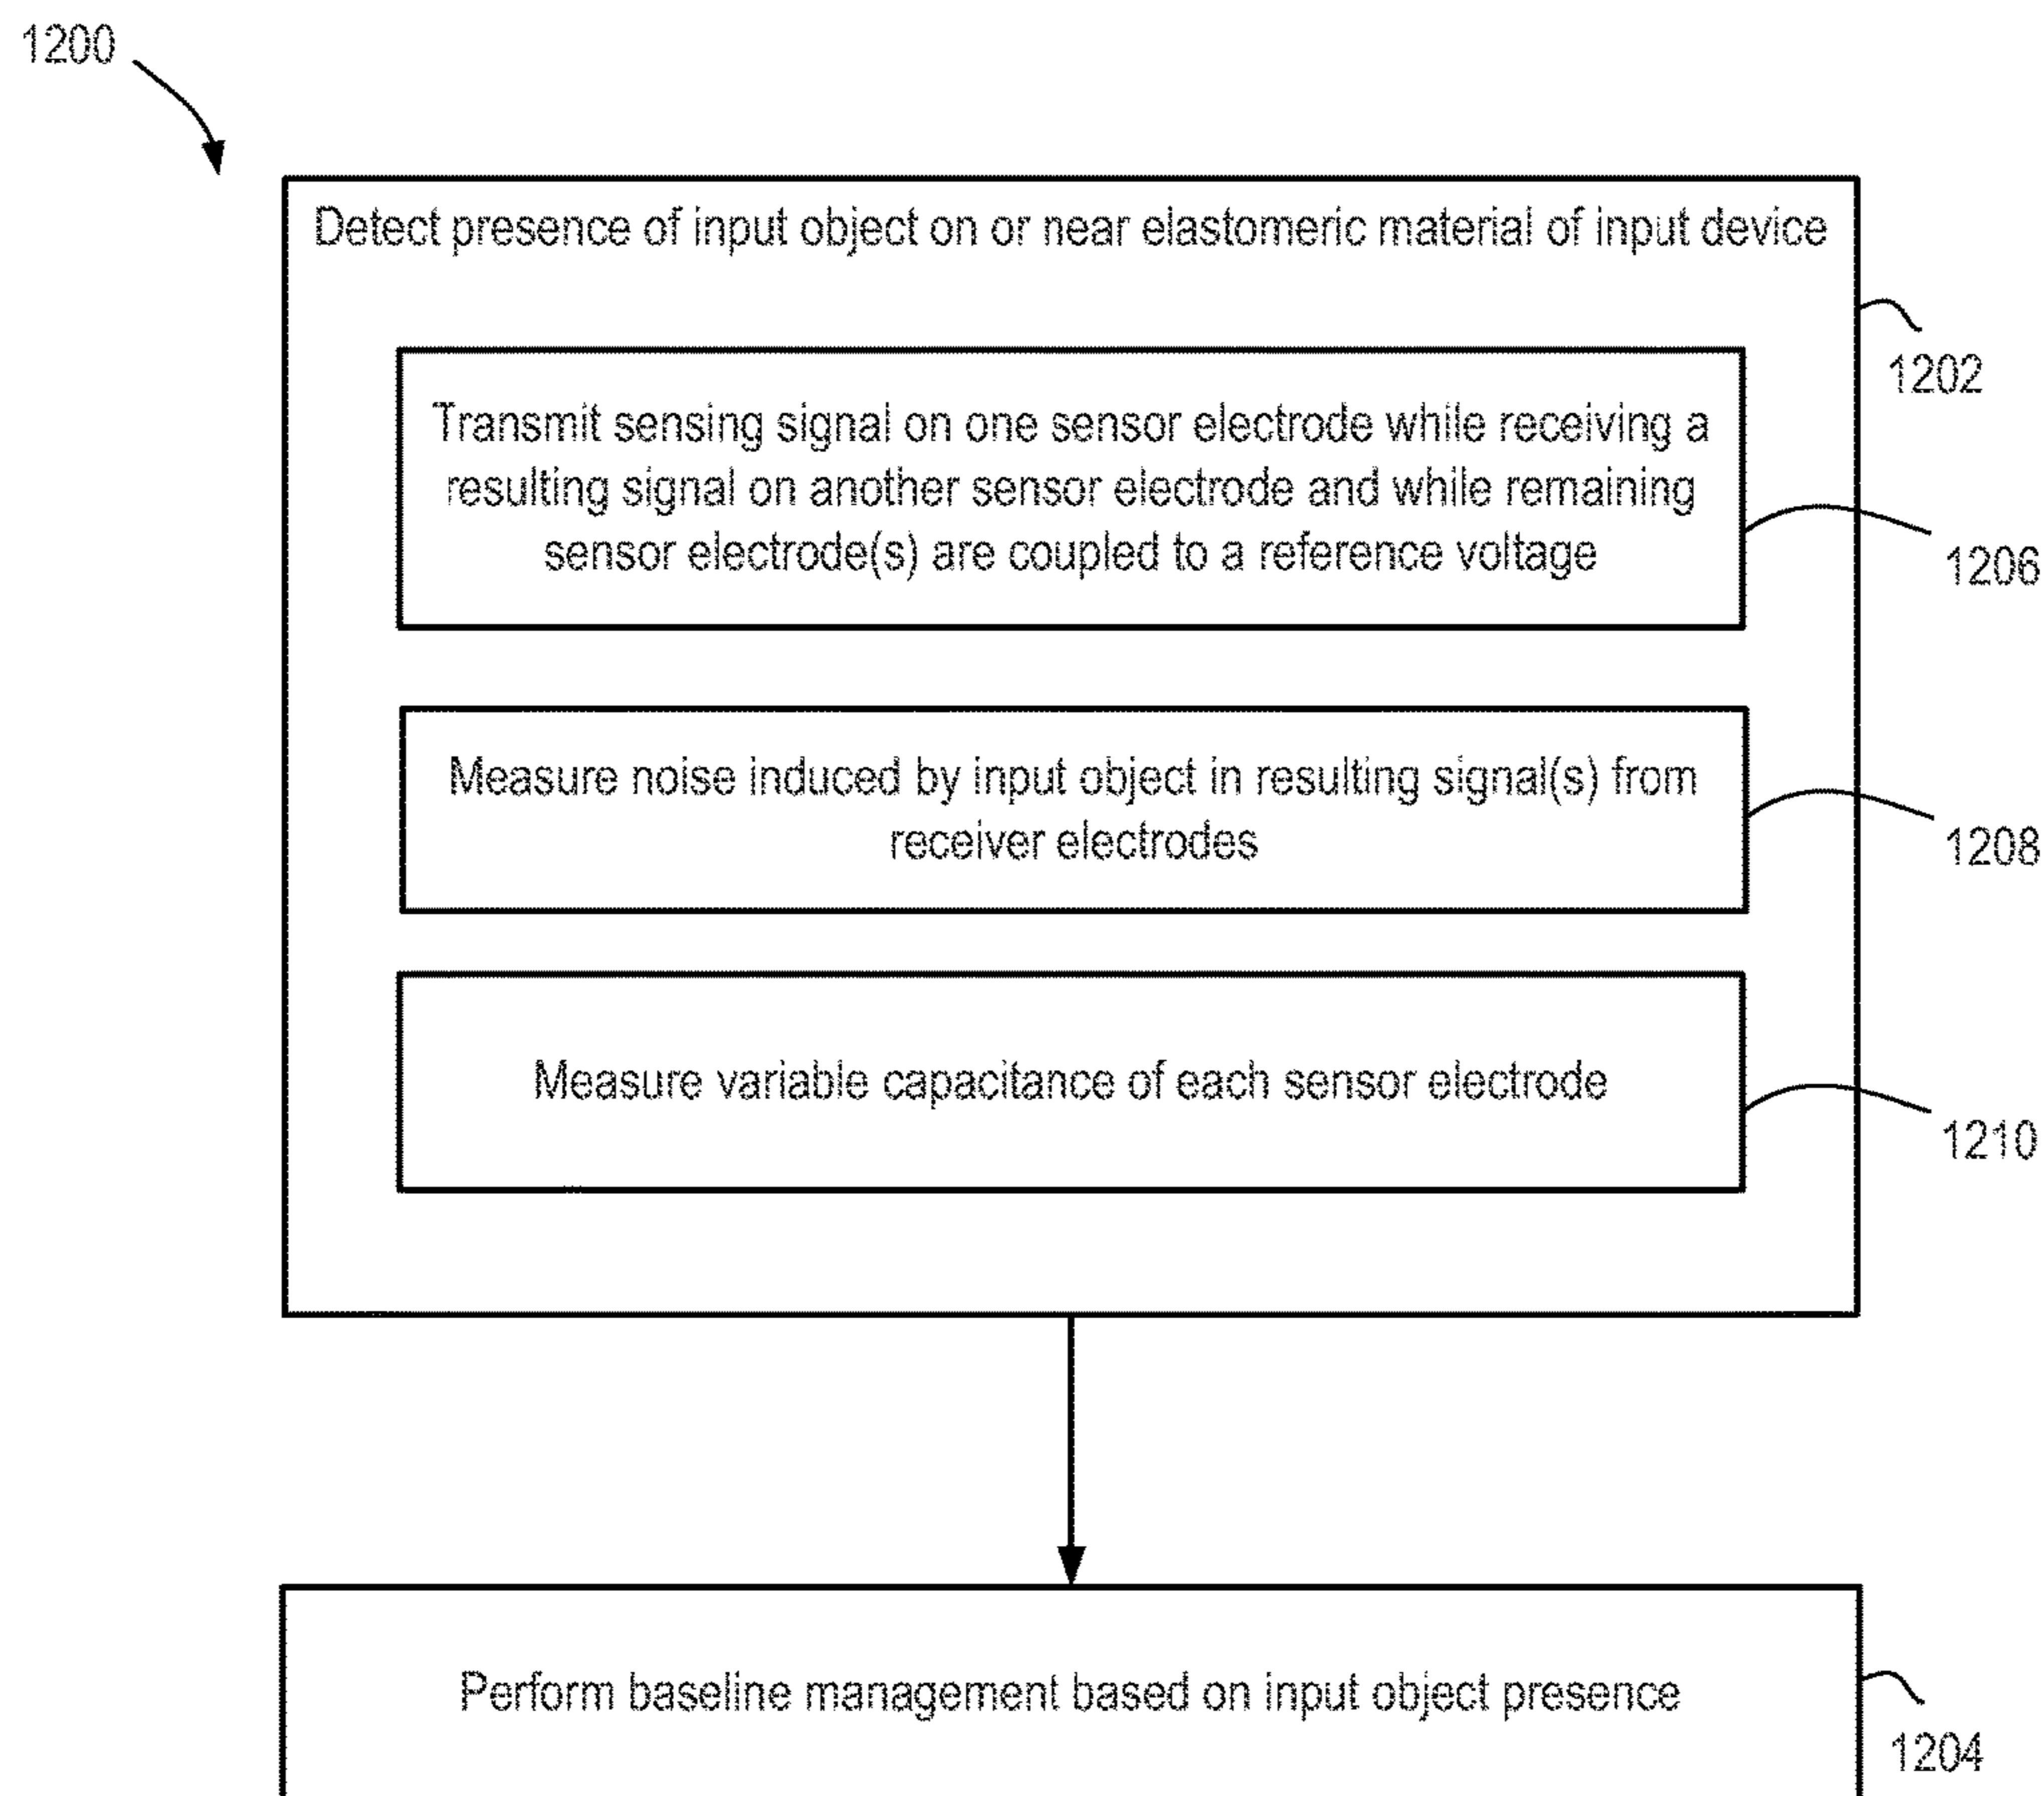 1200
Detect presence of input object on or near elastomeric material of input device
1202
Transmit sensing signal on one sensor electrode while receiving a
resulting signal on another sensor electrode and while remaining
sensor electrode(s) are coupled to a reference voltage
1206
Measure noise induced by input object in resulting signal(s) from
receiver electrodes
1208
Measure variable capacitance of each sensor electrode
1210
Perform baseline management based on input object presence
1204